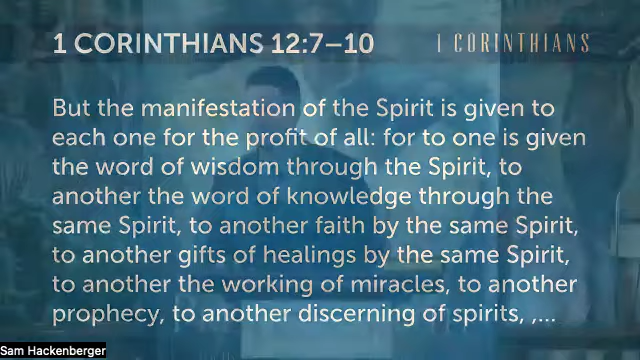 1 CORINTHIANS 12:7–10
1 CORINTHIANS
But the manifestation of the Spirit is given to
each one for the profit of all: for to one is given
the word of wisdom through the Spirit, to
another the word of knowledge through the
same Spirit, to another faith by the same Spirit,
to another gifts of healings by the same Spirit,
to another the working of miracles, to another
prophecy, to another discerning of spirits, ,...
Sam Hackenberger